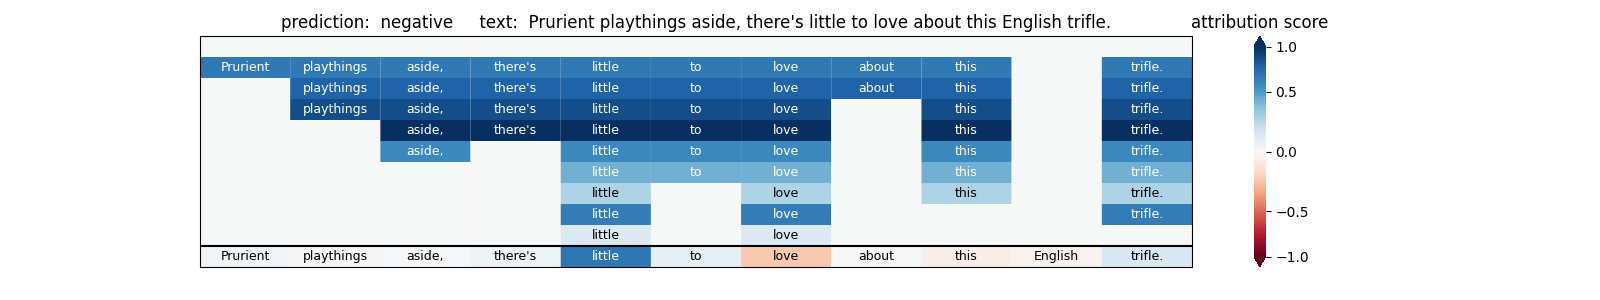 prediction:  negative     text:  Prurient playthings aside, there's little to love about this English trifle.     attribution score
Prurient playthings aside, there's little to love about this trifle.
playthings aside, there's little to love about this trifle.
playthings aside, there's little to love this trifle.
aside, there's little to love this trifle.
aside, little to love this trifle.
little to love this trifle.
little love this trifle.
little love trifle.
little love
Prurient playthings aside, there's little to love about this English trifle.
1.0
0.5
0.0
−0.5
−1.0